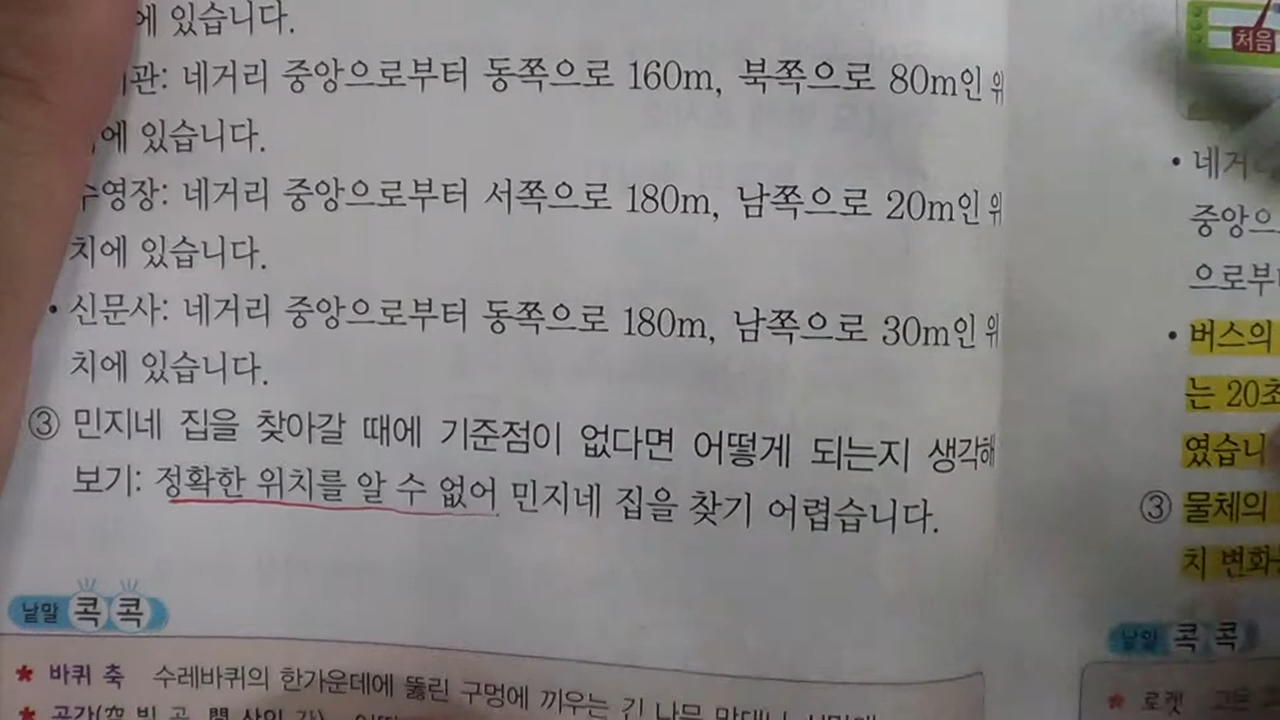 에 있습니다.
관: 네거리 중앙으로부터 동쪽으로 160m, 북쪽으로 80m인 위
에 있습니다.
수영장: 네거리 중앙으로부터 서쪽으로 180m, 남쪽으로 20m인 위
치에 있습니다.
• 신문사: 네거리 중앙으로부터 동쪽으로 180m, 남쪽으로 30m인 위
치에 있습니다.
③ 민지네 집을 찾아갈 때에 기준점이 없다면 어떻게 되는지 생각해
보기: 정확한 위치를 알 수 없어 민지네 집을 찾기 어렵습니다.
낱말 콕콕
* 바퀴 축 수레바퀴의 한가운데에 뚫린 구멍에 끼우는 긴 나무
처음
• 네거
중앙으
으로부
• 버스의
는 20초
였습니
③ 물체의
치 변화
낱말 콕콕
* 로켓